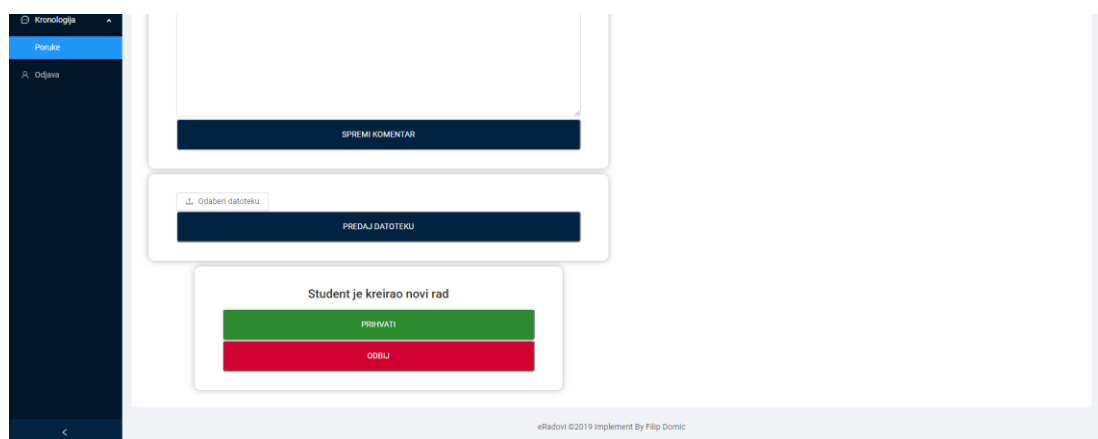 Kronologija
Poruke
Odjava
SPREMI KOMENTAR
Odaberi datoteku
PREDAJ DATOTEKU
Student je kreirao novi rad
PRIHVATI
ODBIJ
eRadovi ©2019 Implement By Filip Domic